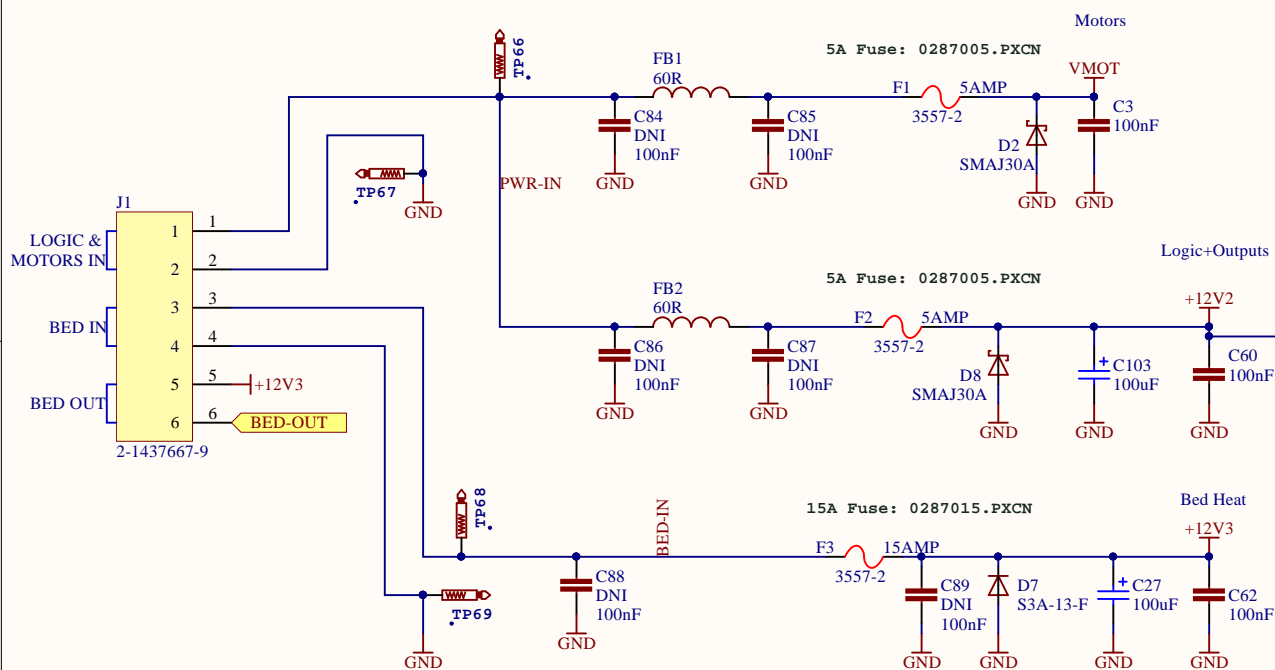 Motors
5A Fuse: 0287005.PXCN
TP66
FB1
60R
VMOT
F1
5AMP
3557-2
C84
DNI
100nF
GND
C85
DNI
100nF
GND
D2
SMAJ30A
GND
C3
100nF
GND
PWR-IN
TP67
GND
J1
LOGIC &
MOTORS IN
BED IN
BED OUT
1 1
2 2
3 3
4 4
5 5
6 6
+12V3
BED-OUT
2-1437667-9
Logic+Outputs
5A Fuse: 0287005.PXCN
FB2
60R
+12V2
F2
5AMP
3557-2
C86
DNI
100nF
GND
C87
DNI
100nF
GND
D8
SMAJ30A
GND
+
C103
100uF
GND
C60
100nF
GND
Bed Heat
TP68
BED-IN
15A Fuse: 0287015.PXCN
+12V3
F3
15AMP
3557-2
TP69
GND
C88
DNI
100nF
GND
C89
DNI
100nF
GND
D7
S3A-13-F
GND
+
C27
100uF
GND
C62
100nF
GND